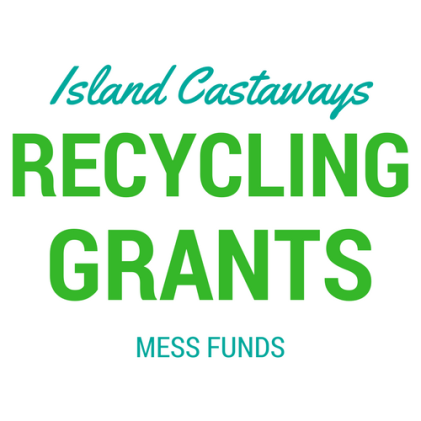 Island Castaways
RECYCLING
GRANTS
MESS FUNDS